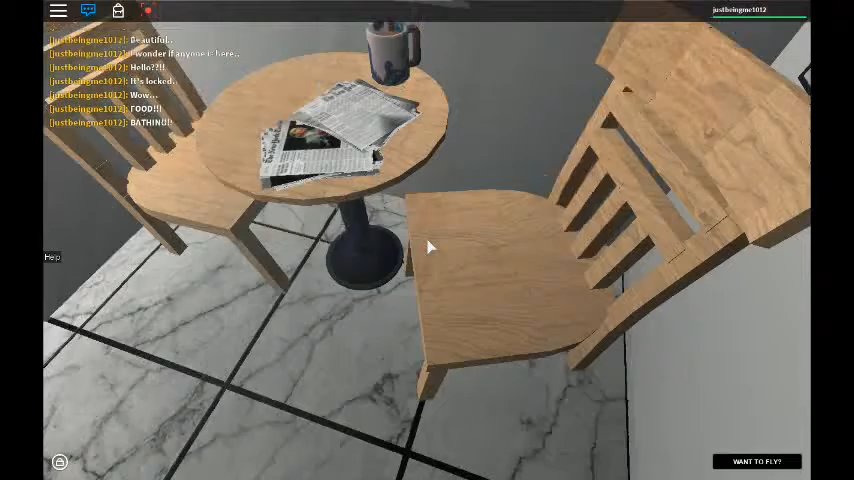 justbeingme1012
[justbeingme1012]: Beautiful..
[justbeingme1012]: I wonder if anyone is here..
[justbeingme1012]: Hello??!!
[justbeingme1012]: It's locked..
[justbeingme1012]: Wow...
[justbeingme1012]: FOOD!!!
[justbeingme1012]: BATHING!!
Help
WANT TO FLY?